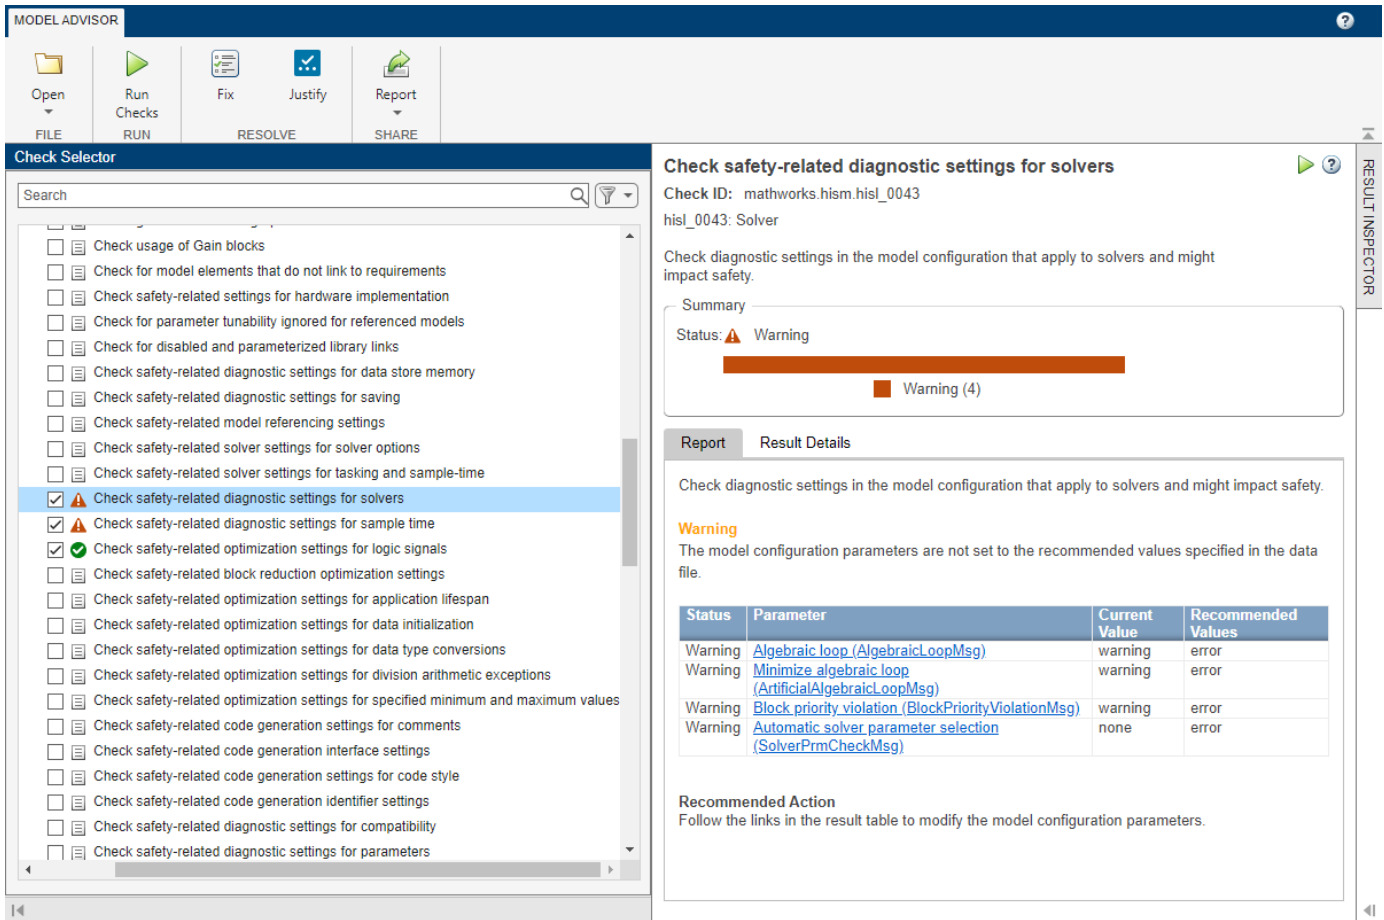 MODEL ADVISOR
Open
Run
Checks
Fix
Justify
Report
FILE
RUN
RESOLVE
SHARE
Check Selector
Search
Check usage of Gain blocks
Check for model elements that do not link to requirements
Check safety-related settings for hardware implementation
Check for parameter tunability ignored for referenced models
Check for disabled and parameterized library links
Check safety-related diagnostic settings for data store memory
Check safety-related diagnostic settings for saving
Check safety-related model referencing settings
Check safety-related solver settings for solver options
Check safety-related solver settings for tasking and sample-time
Check safety-related diagnostic settings for solvers
Check safety-related diagnostic settings for sample time
Check safety-related optimization settings for logic signals
Check safety-related block reduction optimization settings
Check safety-related optimization settings for application lifespan
Check safety-related optimization settings for data initialization
Check safety-related optimization settings for data type conversions
Check safety-related optimization settings for division arithmetic exceptions
Check safety-related optimization settings for specified minimum and maximum values
Check safety-related code generation settings for comments
Check safety-related code generation interface settings
Check safety-related code generation settings for code style
Check safety-related code generation identifier settings
Check safety-related diagnostic settings for compatibility
Check safety-related diagnostic settings for parameters
Check safety-related diagnostic settings for solvers
Check ID: mathworks.hism.hisl_0043
hisl_0043: Solver
Check diagnostic settings in the model configuration that apply to solvers and might
impact safety.
Summary
Status: Warning
Warning (4)
Report Result Details
Check diagnostic settings in the model configuration that apply to solvers and might impact safety.
Warning
The model configuration parameters are not set to the recommended values specified in the data
file.
Status Parameter Current Value Recommended Values
Warning Algebraic loop (AlgebraicLoopMsg) warning error
Warning Minimize algebraic loop warning error
(ArtificialAlgebraicLoopMsg)
Warning Block priority violation (BlockPriorityViolationMsg) warning error
Warning Automatic solver parameter selection none error
(SolverPrmCheckMsg)
Recommended Action
Follow the links in the result table to modify the model configuration parameters.
RESULT INSPECTOR